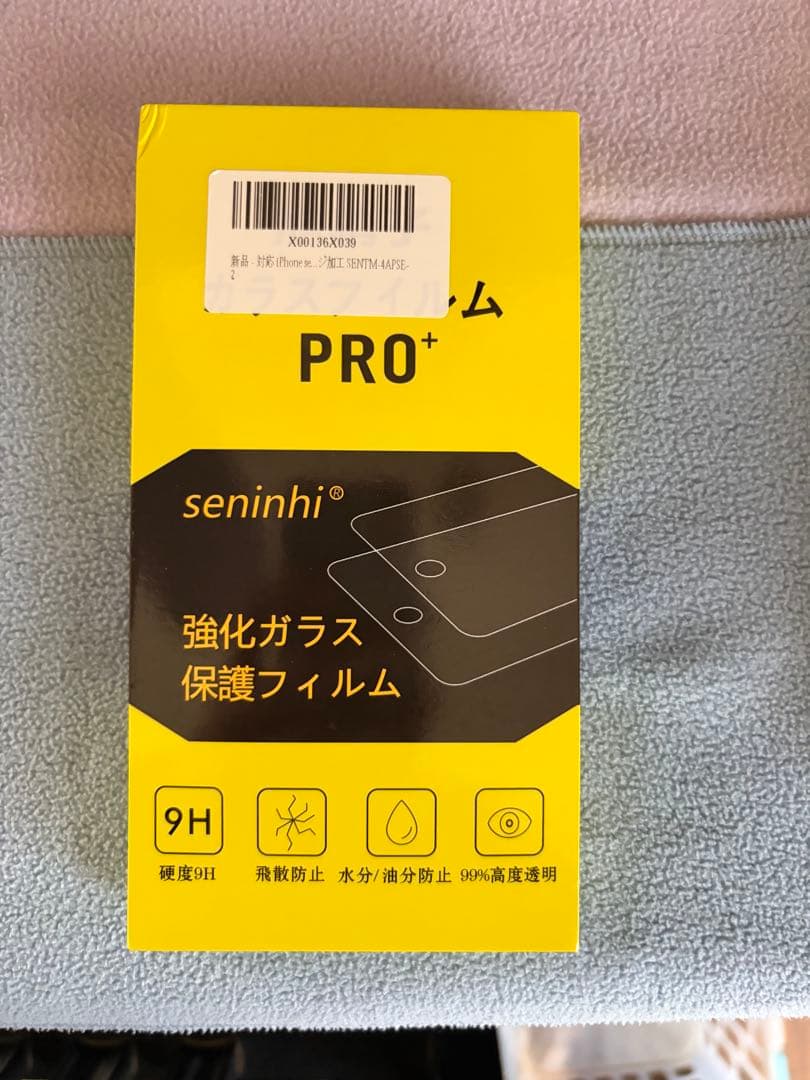 X00136X039
新品 - 対応 iPhone se...ジ加工 SENTM-4APSE-
2
ガラスフィルム
PRO+
seninhi®
強化ガラス
保護フィルム
9H
硬度9H
飛散防止
水分/油分防止
99%高度透明